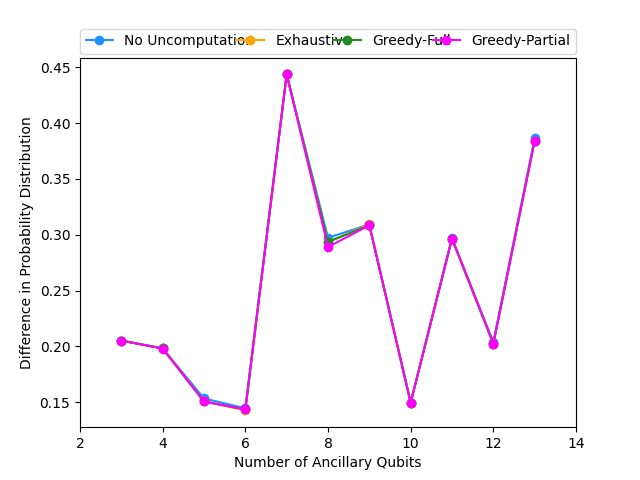 No Uncomputation Exhaustive Greedy-Full Greedy-Partial
0.45
0.40
0.35
0.30
0.25
0.20
0.15
Difference in Probability Distribution
2 4 6 8 10 12 14
Number of Ancillary Qubits